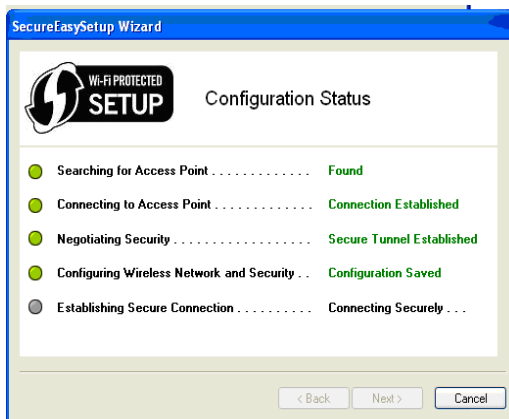 SecureEasySetup Wizard
Wi-Fi PROTECTED
SETUP
Configuration Status
Searching for Access Point . . . . . . . . . . . . . Found
Connecting to Access Point . . . . . . . . . . . . . Connection Established
Negotiating Security . . . . . . . . . . . . . . . . . . Secure Tunnel Established
Configuring Wireless Network and Security . . Configuration Saved
Establishing Secure Connection . . . . . . . . . . Connecting Securely . . .
< Back Next > Cancel